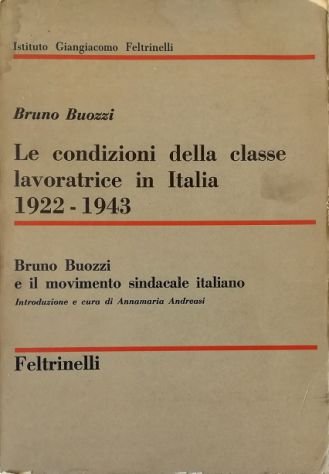 Istituto Giangiacomo Feltrinelli
Bruno Buozzi
Le condizioni della classe
lavoratrice in Italia
1922 - 1943
Bruno Buozzi
e il movimento sindacale italiano
Introduzione e cura di Annamaria Andreasi
Feltrinelli